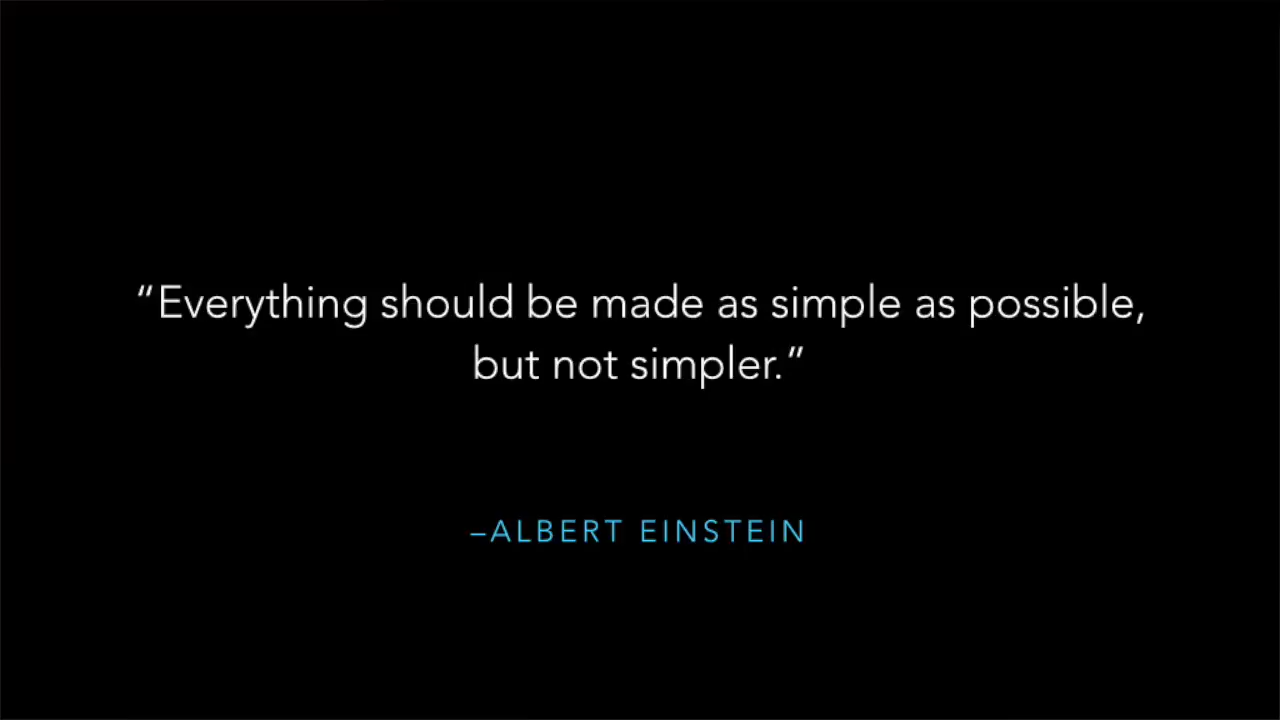 “Everything should be made as simple as possible,
but not simpler.”
–ALBERT EINSTEIN